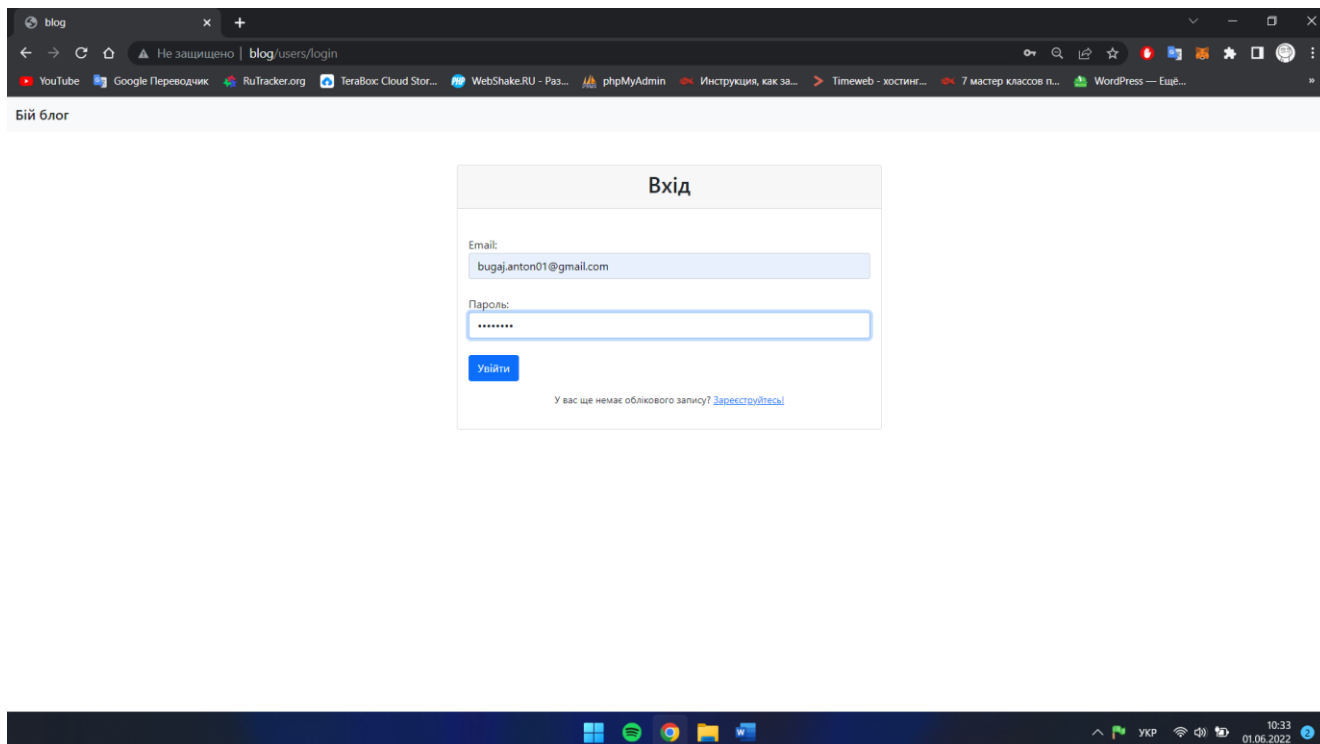 blog
Не защищено | blog/users/login
YouTube Google Переводчик RuTracker.org TeraBox: Cloud Stor... WebShake.RU - Раз... phpMyAdmin Инструкция, как за... Timeweb - хостинг... 7 мастер классов п... WordPress — Ещё... »
Бій блог
Вхід
Email:
bugaj.anton01@gmail.com
Пароль:
••••••••
Увійти
У вас ще немає облікового запису? Зареєструйтесь!
УКР 10:33
01.06.2022 2